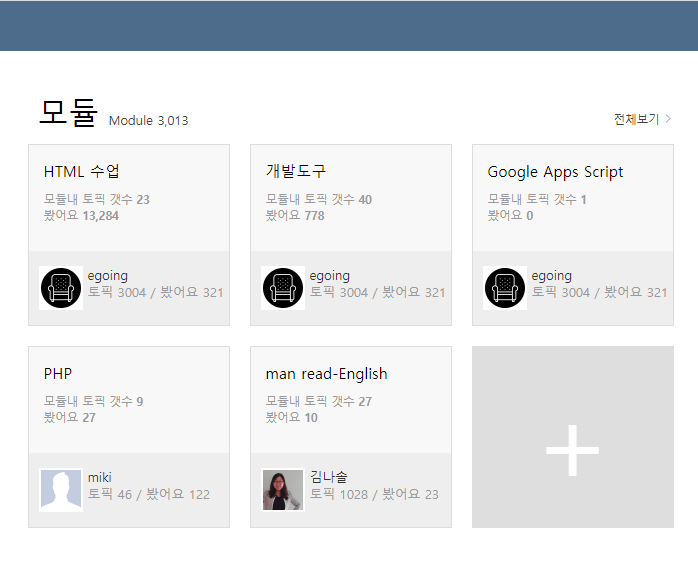 모듈 Module 3,013
전체보기 >
HTML 수업
모듈내 토픽 갯수 23
봤어요 13,284
egoing
토픽 3004 / 봤어요 321
개발도구
모듈내 토픽 갯수 40
봤어요 778
egoing
토픽 3004 / 봤어요 321
Google Apps Script
모듈내 토픽 갯수 1
봤어요 0
egoing
토픽 3004 / 봤어요 321
PHP
모듈내 토픽 갯수 9
봤어요 27
miki
토픽 46 / 봤어요 122
man read-English
모듈내 토픽 갯수 27
봤어요 10
김나솔
토픽 1028 / 봤어요 23